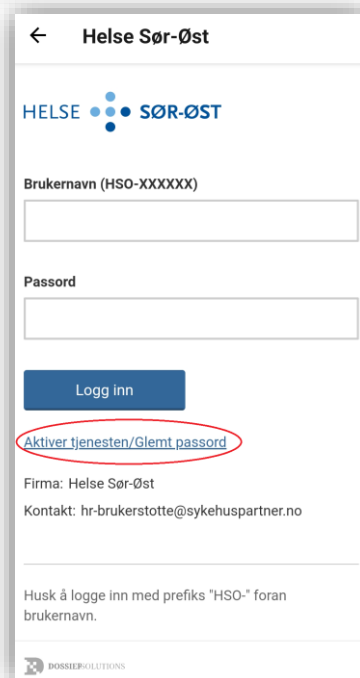 Helse Sør-Øst
HELSE SØR-ØST
Brukernavn (HSO-XXXXXX)
Passord
Logg inn
Aktiver tjenesten/Glemt passord
Firma: Helse Sør-Øst
Kontakt: hr-brukerstotte@sykehuspartner.no
Husk å logge inn med prefiks "HSO-" foran
brukernavn.
DOSSIERSOLUTIONS